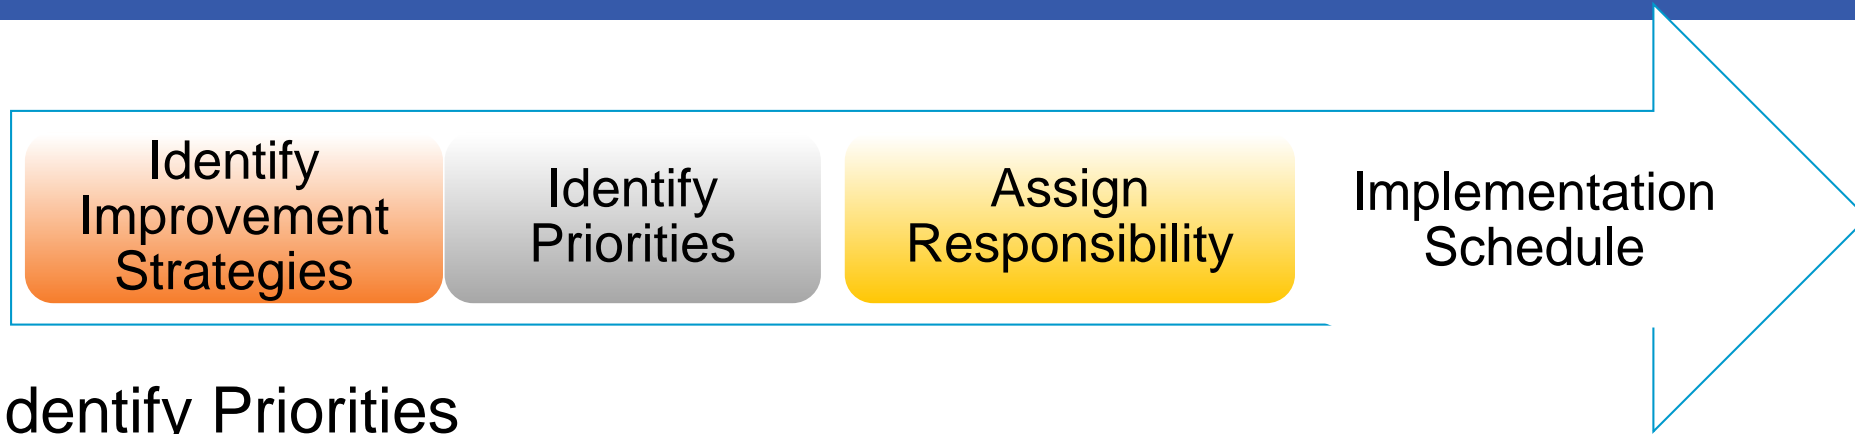 Identify
Improvement
Strategies
Identify
Priorities
Assign
Responsibility
Implementation
Schedule
dentify Priorities